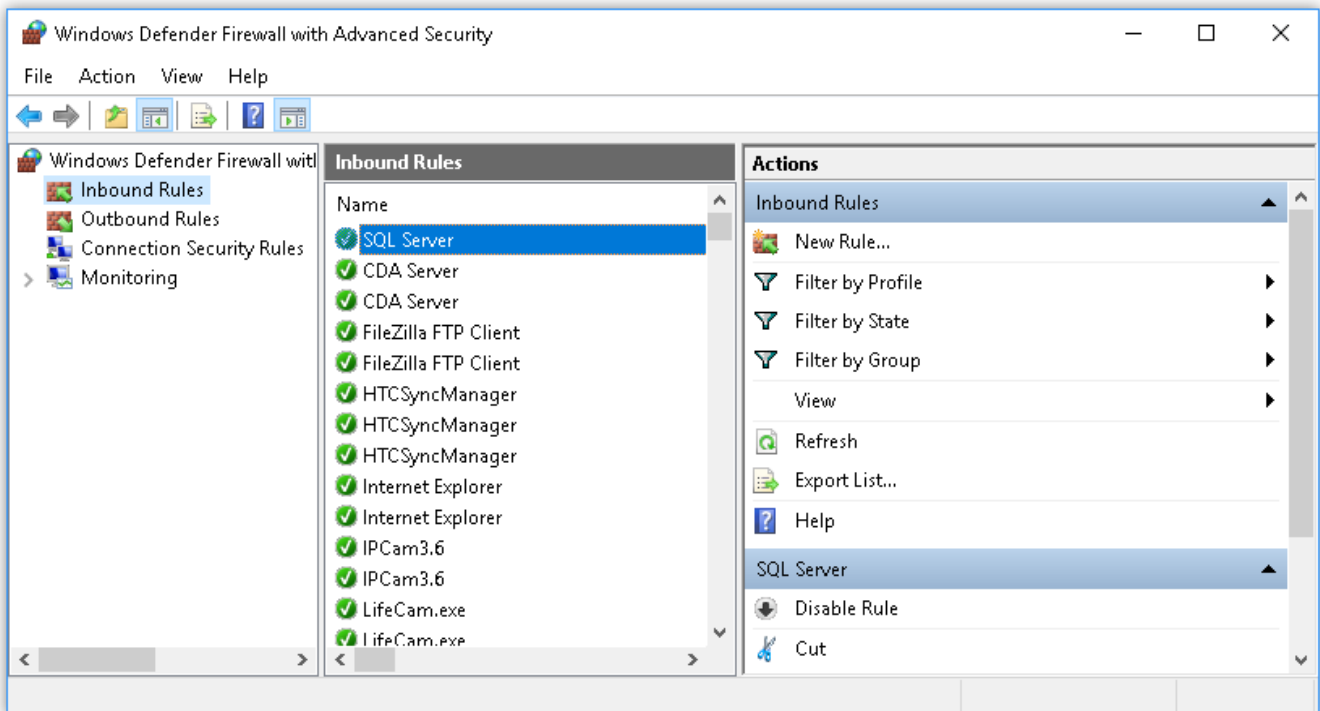 Windows Defender Firewall with Advanced Security
File Action View Help
Windows Defender Firewall witl
Inbound Rules
Outbound Rules
Connection Security Rules
Monitoring
Inbound Rules
Name
SQL Server
CDA Server
CDA Server
FileZilla FTP Client
FileZilla FTP Client
HTCSyncManager
HTCSyncManager
HTCSyncManager
Internet Explorer
Internet Explorer
IPCam3.6
IPCam3.6
LifeCam.exe
LifeCam.exe
Actions
Inbound Rules
New Rule...
Filter by Profile
Filter by State
Filter by Group
View
Refresh
Export List...
Help
SQL Server
Disable Rule
Cut